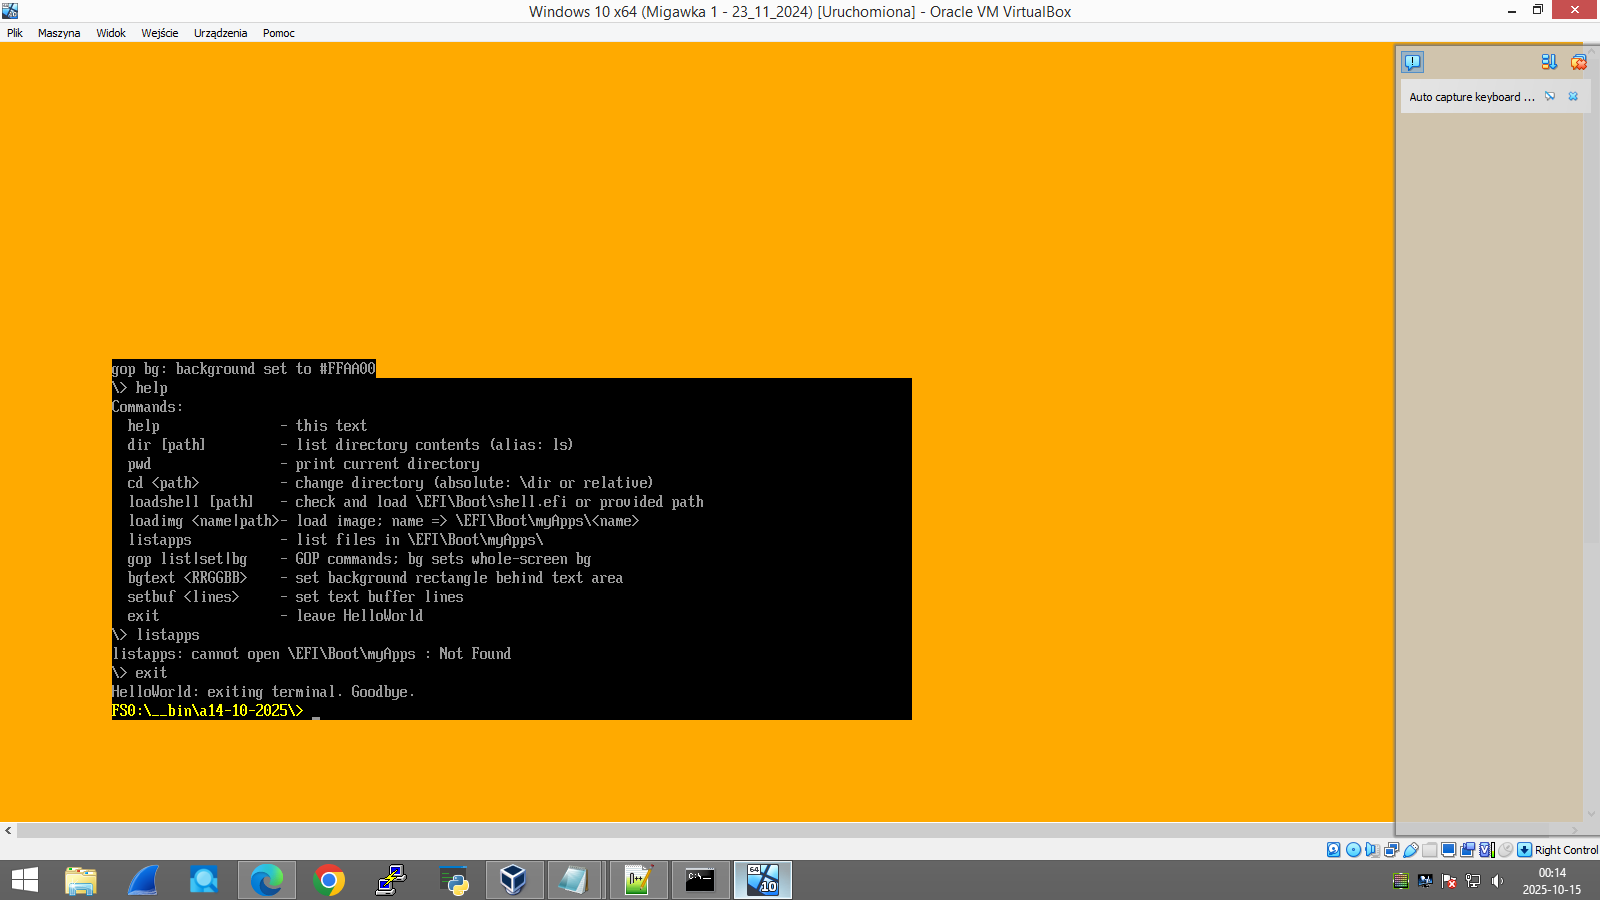 Windows 10 x64 (Migawka 1 - 23_11_2024) [Uruchomiona] - Oracle VM VirtualBox
Plik Maszyna Widok Wejście Urządzenia Pomoc
Auto capture keyboard ...
gop bg: background set to #FFAA00
\> help
Commands:
help - this text
dir [path] - list directory contents (alias: ls)
pwd - print current directory
cd <path> - change directory (absolute: \dir or relative)
loadshell [path] - check and load \EFI\Boot\shell.efi or provided path
loadimg <name|path>- load image; name => \EFI\Boot\myApps\<name>
listapps - list files in \EFI\Boot\myApps\
gop list|set|bg - GOP commands; bg sets whole-screen bg
bgtext <RRGGBB> - set background rectangle behind text area
setbuf <lines> - set text buffer lines
exit - leave HelloWorld
\> listapps
listapps: cannot open \EFI\Boot\myApps : Not Found
\> exit
HelloWorld: exiting terminal. Goodbye.
FS0:\__bin\a14-10-2025\> _
Right Control
N++
C:\_
64
10
00:14
2025-10-15